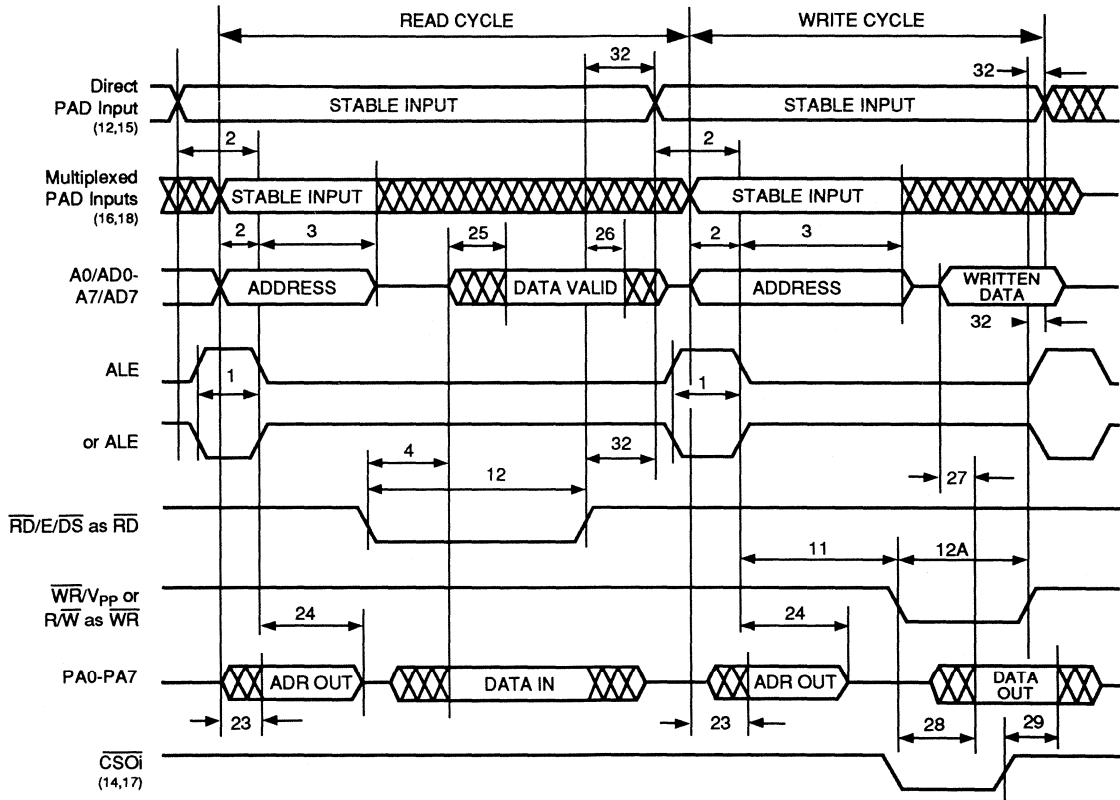 READ CYCLE WRITE CYCLE
32 32
Direct
PAD Input
(12,15)
STABLE INPUT STABLE INPUT
2 2
Multiplexed
PAD Inputs
(16,18)
STABLE INPUT STABLE INPUT
2 3 25 26 2 3
A0/AD0-
A7/AD7
ADDRESS DATA VALID ADDRESS WRITTEN
DATA
32
ALE
1 1
or ALE
4 32
12 27
RD/E/DS as RD
11 12A
WR/VPP or
R/W as WR
24 24
PA0-PA7
ADR OUT DATA IN ADR OUT DATA
OUT
23 23 28 29
CSOi
(14,17)